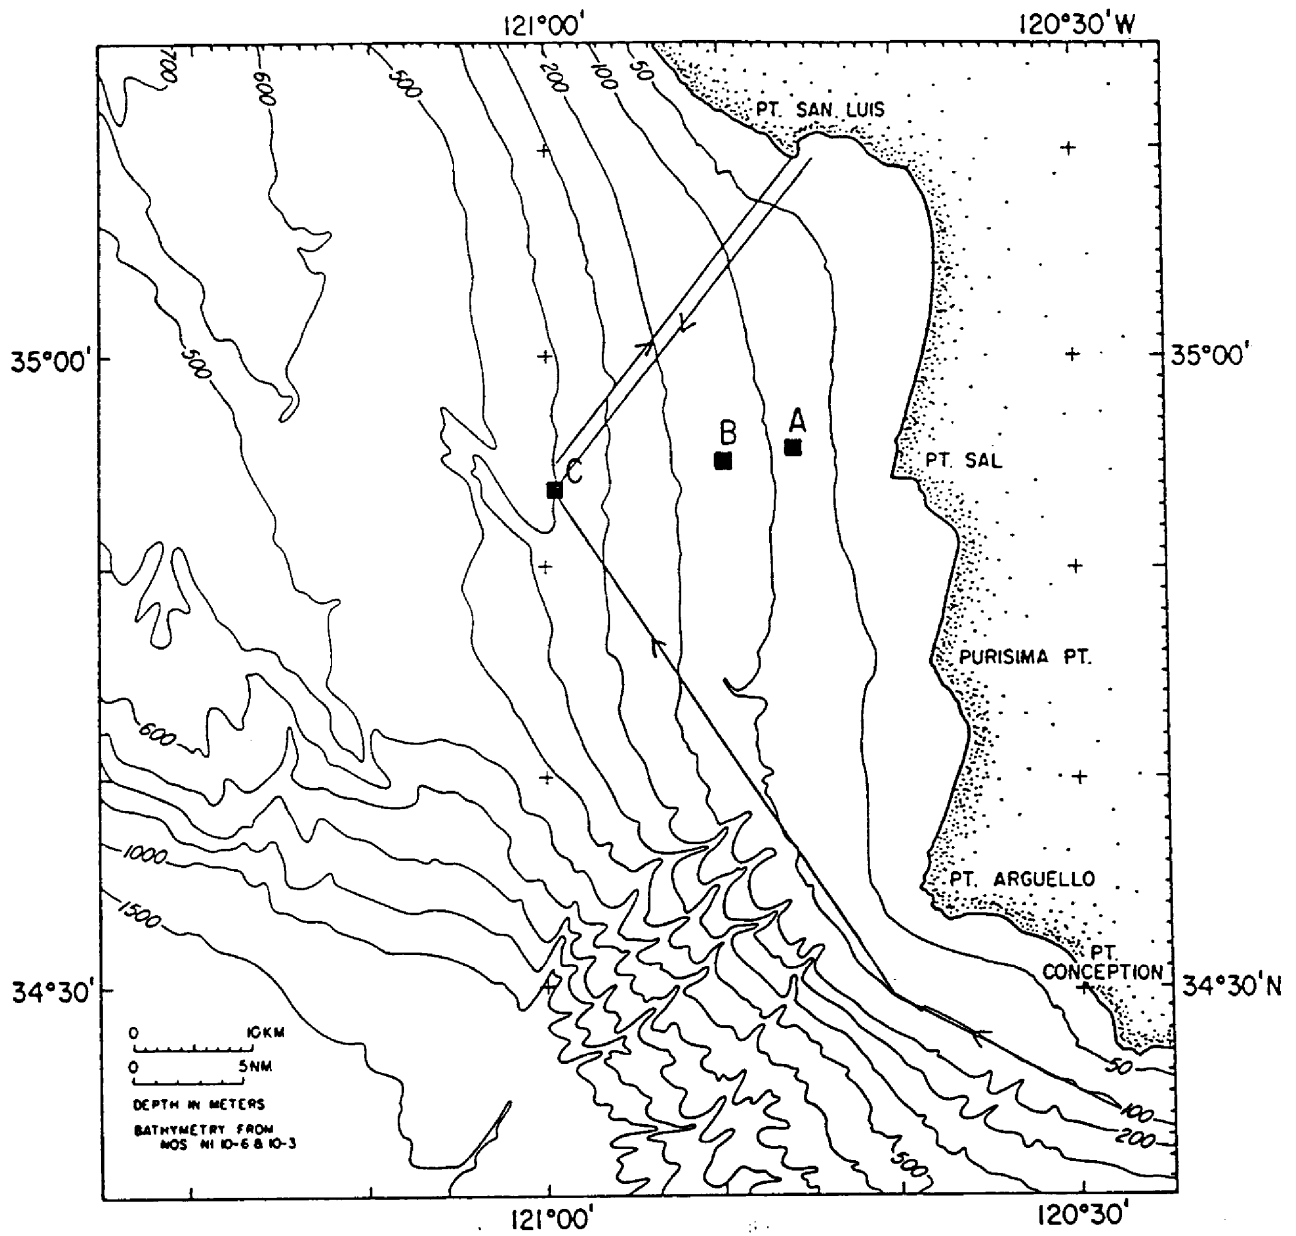 121°00'
120°30'W
700
600
500
200
100
50
PT. SAN LUIS
35°00'
35°00'
500
B
A
C
PT. SAL
PURISIMA PT.
600
1000
PT. ARGUELLO
1500
PT.
CONCEPTION
34°30'
34°30'N
0 10KM
0 5NM
50
DEPTH IN METERS
100
BATHYMETRY FROM
200
NOS NI 10-6 & 10-3
500
121°00'
120°30'